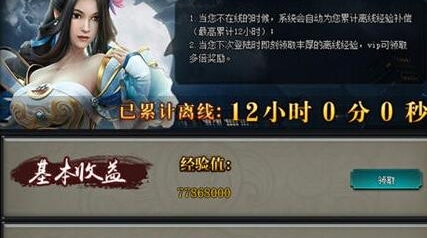 1.当您不在线的时候，系统会自动为您累计离线经验补偿
（最高累计12小时）；
2.当您下次登陆时即刻领取丰厚的离线经验，vip可领取
多倍奖励。
已累计离线:12小时 0 分 0 秒
基本收益
经验值:
77868000
领取